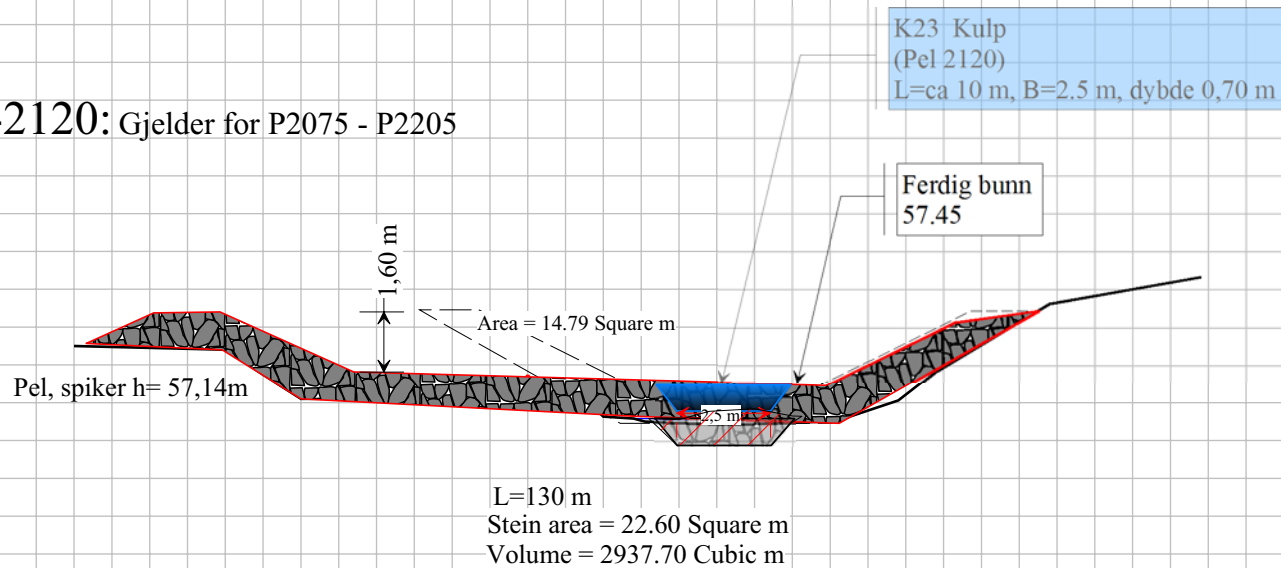 K23 Kulp
(Pel 2120)
L=ca 10 m, B=2.5 m, dybde 0,70 m
-2120: Gjelder for P2075 - P2205
Ferdig bunn
57.45
1,60 m
Area = 14.79 Square m
Pel, spiker h= 57,14m
2,5 m
L=130 m
Stein area = 22.60 Square m
Volume = 2937.70 Cubic m